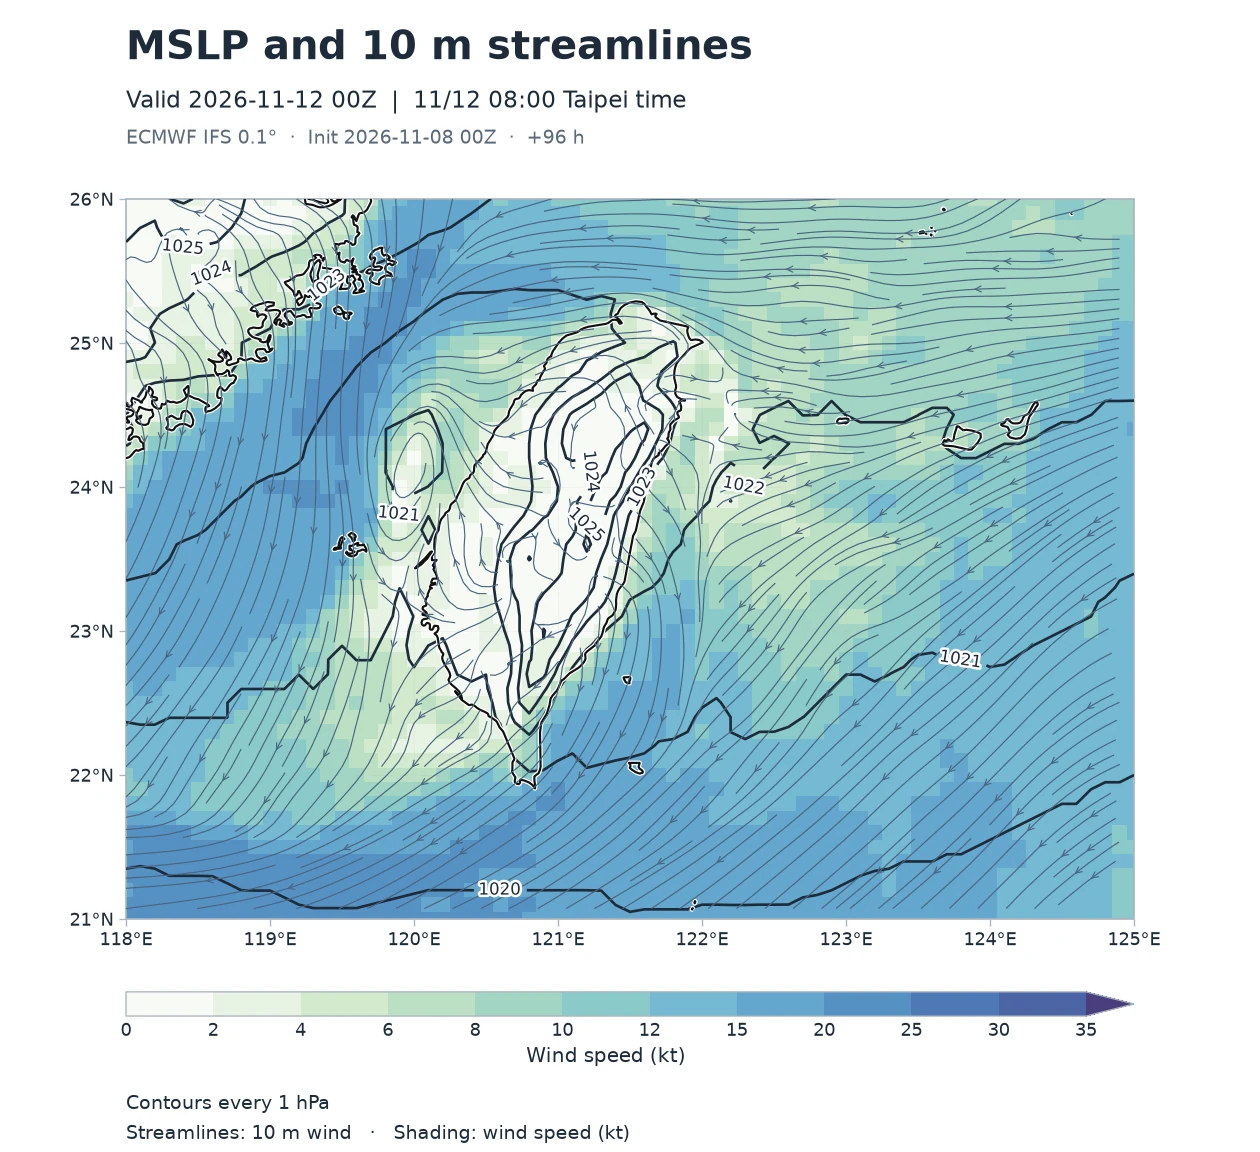 MSLP and 10 m streamlines
Valid 2026-11-12 00Z | 11/12 08:00 Taipei time
ECMWF IFS 0.1° · Init 2026-11-08 00Z · +96 h
26°N
1025
1024
1023
25°N
24°N
1024
1023
1022
1021
1025
23°N
1021
22°N
1020
21°N
118°E 119°E 120°E 121°E 122°E 123°E 124°E 125°E
0 2 4 6 8 10 12 15 20 25 30 35
Wind speed (kt)
Contours every 1 hPa
Streamlines: 10 m wind · Shading: wind speed (kt)